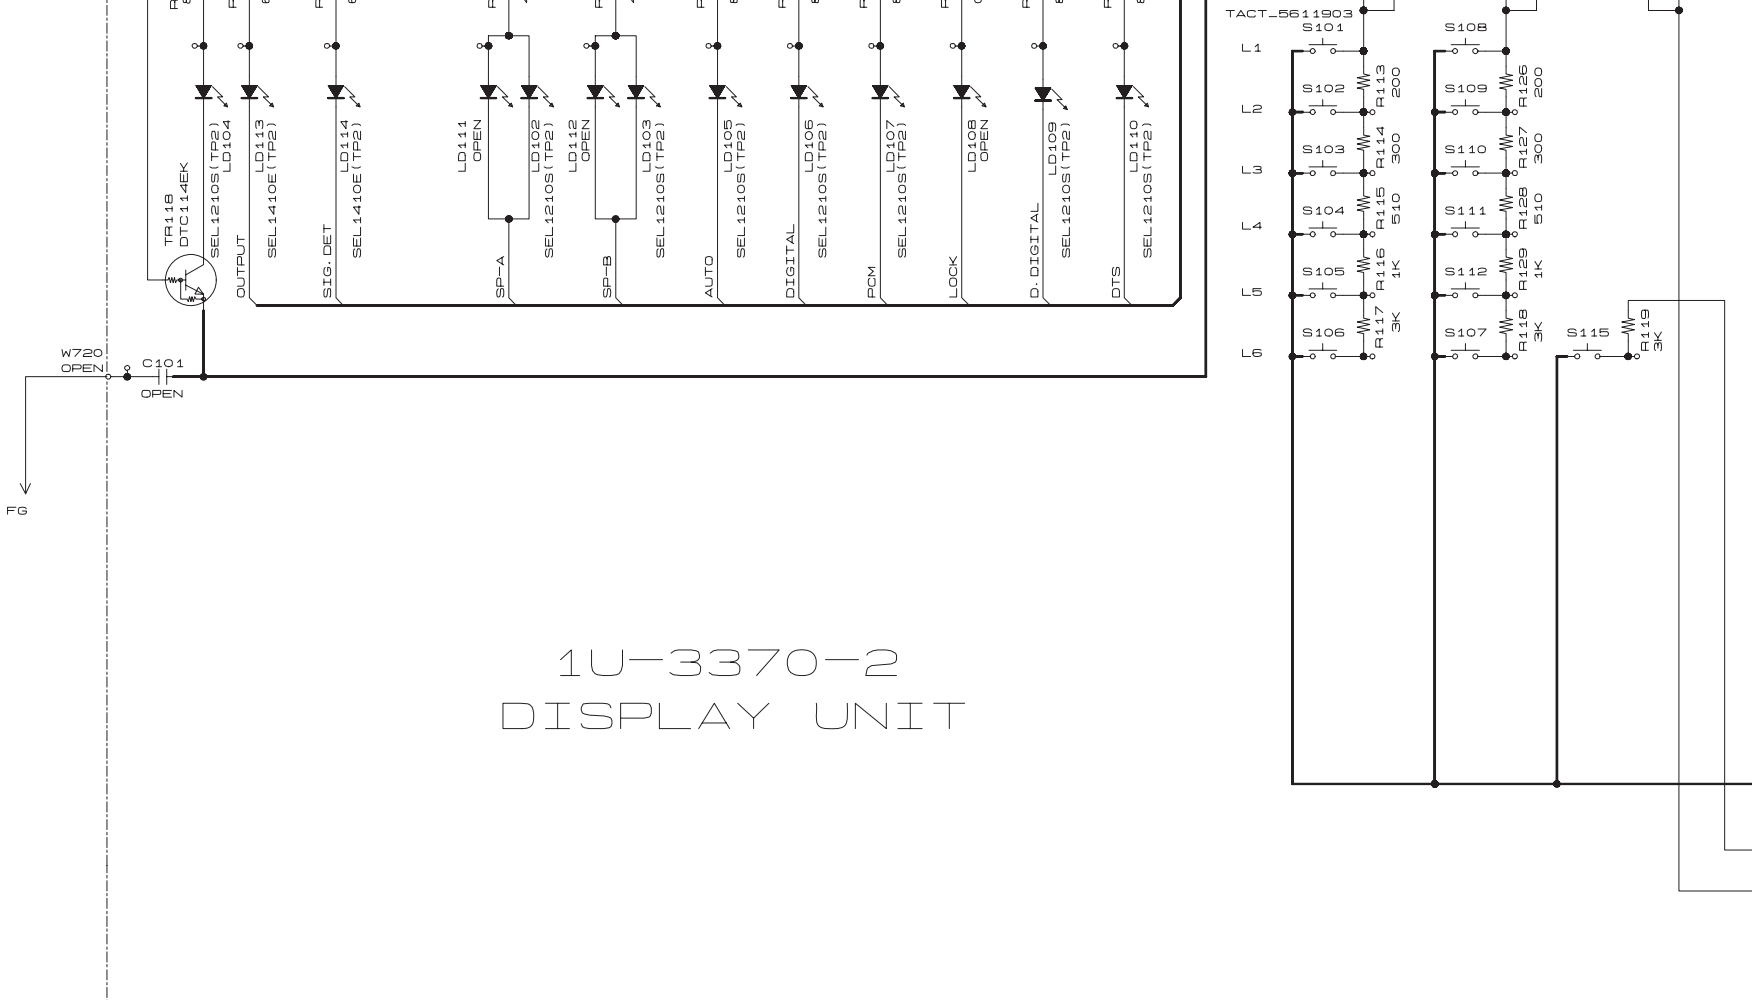 TACT_5611903
L1
S101
S108
R113
200
R126
200
L2
S102
S109
R114
300
R127
300
L3
S103
S110
R115
510
R128
510
L4
S104
S111
R116
1K
R129
1K
L5
S105
S112
R117
3K
R118
3K
L6
S106
S107
S115
R119
3K
TR118
DTC114EK
SEL1210S(TP2)
LD104
OUTPUT
LD113
SEL1410E(TP2)
SIG. DET
LD114
SEL1410E(TP2)
LD111
OPEN
SP-A
LD102
SEL1210S(TP2)
LD112
OPEN
SP-B
LD103
SEL1210S(TP2)
AUTO
LD105
SEL1210S(TP2)
DIGITAL
LD106
SEL1210S(TP2)
PCM
LD107
SEL1210S(TP2)
LOCK
LD108
OPEN
D. DIGITAL
LD109
SEL1210S(TP2)
DTS
LD110
SEL1210S(TP2)
W720
OPEN
C101
OPEN
FG
1U-3370-2
DISPLAY UNIT